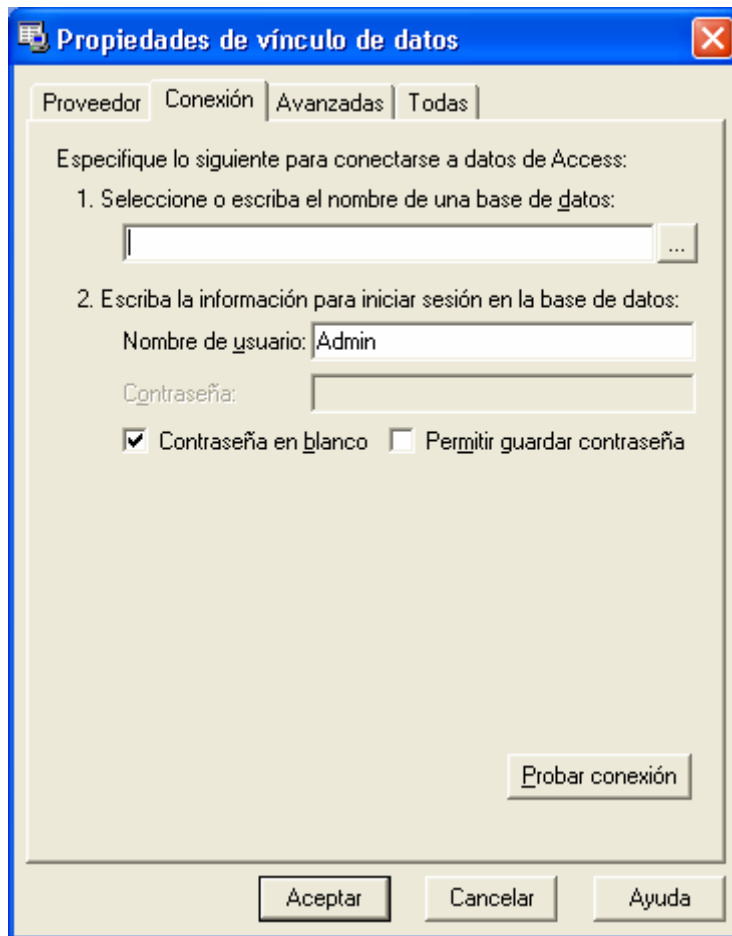 Propiedades de vínculo de datos
Proveedor Conexión Avanzadas Todas
Especifique lo siguiente para conectarse a datos de Access:
1. Seleccione o escriba el nombre de una base de datos:
...
2. Escriba la información para iniciar sesión en la base de datos:
Nombre de usuario: Admin
Contraseña:
Contraseña en blanco Permitir guardar contraseña
Probar conexión
Aceptar Cancelar Ayuda